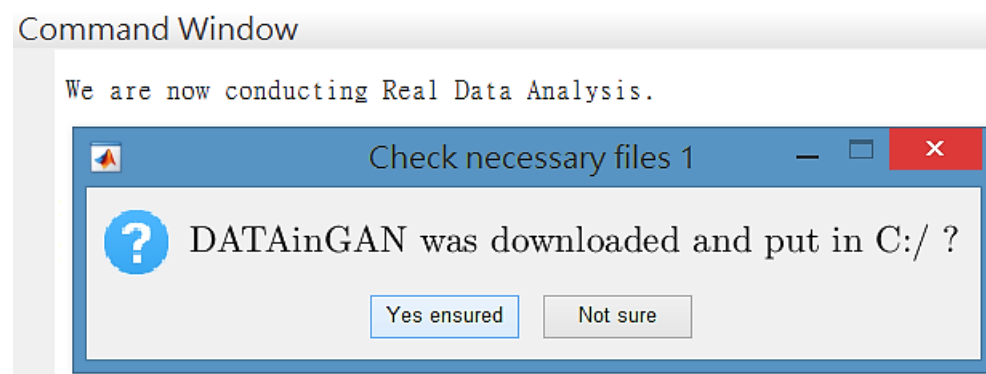 Command Window
We are now conducting Real Data Analysis.
Check necessary files 1
DATAinGAN was downloaded and put in C:/ ?
Yes ensured Not sure